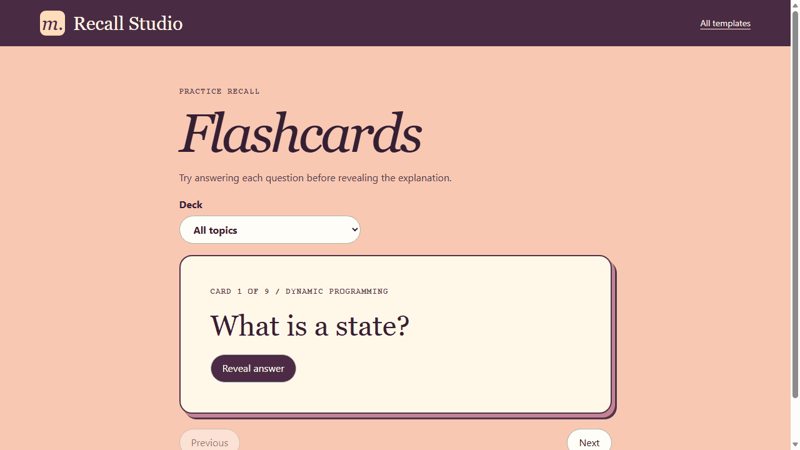 m. Recall Studio
All templates
PRACTICE RECALL
Flashcards
Try answering each question before revealing the explanation.
Deck
All topics
CARD 1 OF 9 / DYNAMIC PROGRAMMING
What is a state?
Reveal answer
Previous
Next